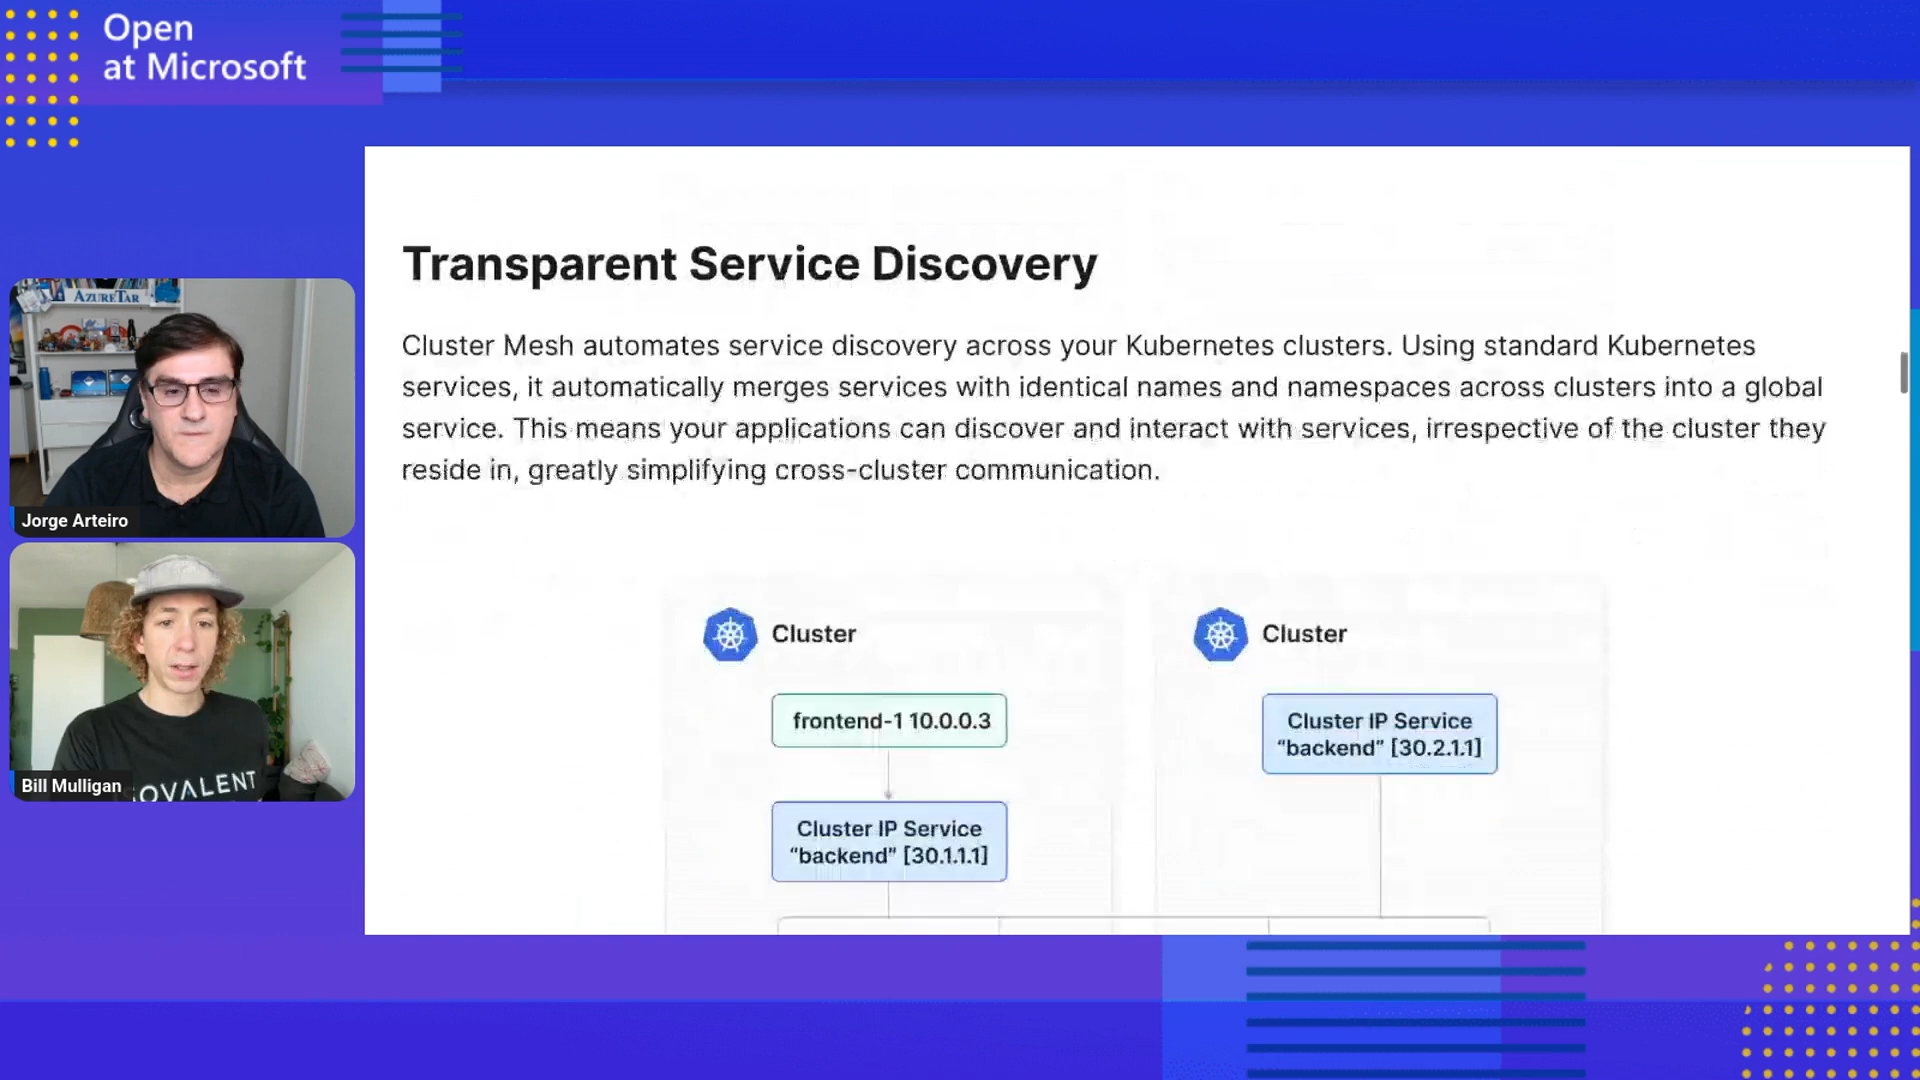 Open
at Microsoft
AZURETAR
Jorge Arteiro
OVALENT
Bill Mulligan
Transparent Service Discovery
Cluster Mesh automates service discovery across your Kubernetes clusters. Using standard Kubernetes
services, it automatically merges services with identical names and namespaces across clusters into a global
service. This means your applications can discover and interact with services, irrespective of the cluster they
reside in, greatly simplifying cross-cluster communication.
Cluster
frontend-1 10.0.0.3
Cluster IP Service
“backend” [30.1.1.1]
Cluster
Cluster IP Service
“backend” [30.2.1.1]